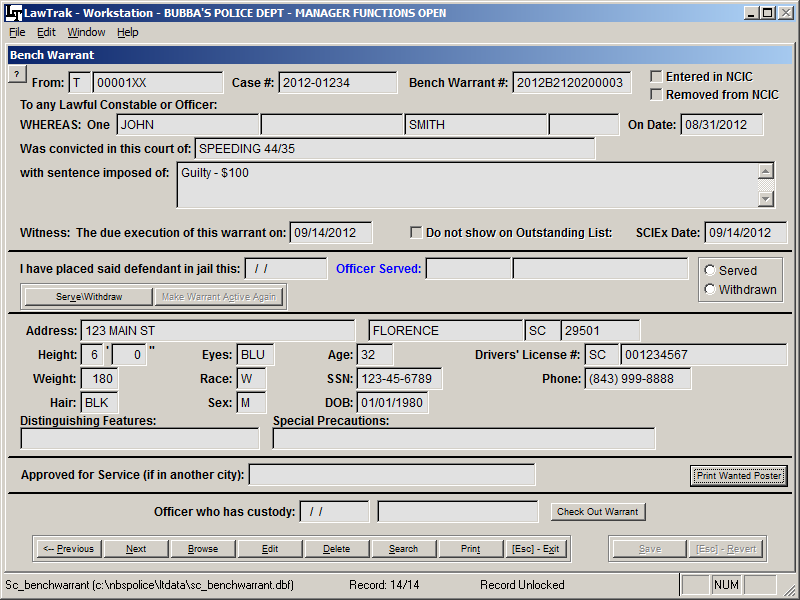 LawTrak - Workstation - BUBBA'S POLICE DEPT - MANAGER FUNCTIONS OPEN
File Edit Window Help
Bench Warrant
? From: T 00001XX Case #: 2012-01234 Bench Warrant #: 2012B2120200003 Entered in NCIC
Removed from NCIC
To any Lawful Constable or Officer:
WHEREAS: One JOHN SMITH On Date: 08/31/2012
Was convicted in this court of: SPEEDING 44/35
with sentence imposed of: Guilty - $100
Witness: The due execution of this warrant on: 09/14/2012 Do not show on Outstanding List: SCIEx Date: 09/14/2012
I have placed said defendant in jail this: / / Officer Served: Served
Serve\Withdraw Make Warrant Active Again Withdrawn
Address: 123 MAIN ST FLORENCE SC 29501
Height: 6 ' 0 " Eyes: BLU Age: 32 Drivers' License #: SC 001234567
Weight: 180 Race: W SSN: 123-45-6789 Phone: (843) 999-8888
Hair: BLK Sex: M DOB: 01/01/1980
Distinguishing Features: Special Precautions:
Approved for Service (if in another city): Print Wanted Poster
Officer who has custody: / / Check Out Warrant
<-- Previous Next Browse Edit Delete Search Print [Esc] - Exit Save [Esc] - Revert
Sc_benchwarrant (c:\nbspolice\ltdata\sc_benchwarrant.dbf) Record: 14/14 Record Unlocked NUM